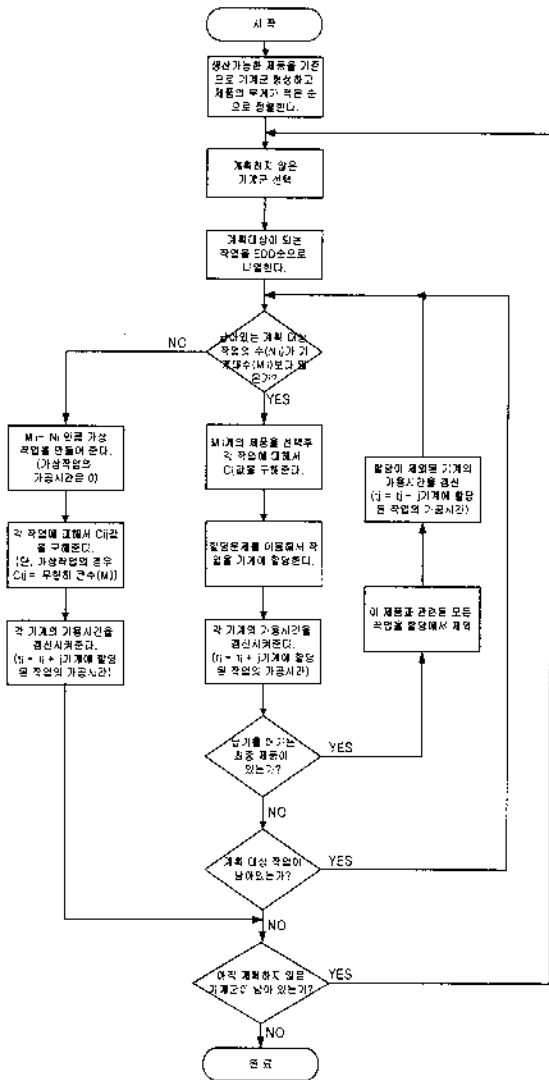 시 작
생산가능한 제품을 기준
으로 기계군 형성하고
제품의 무게가 적은 순
으로 정렬한다.
계획하지 않은
기계군 선택
계획대상이 되는
작업을 EDD순으로
나열한다.
남아있는 계획 대상
작업의 수(Ni)가 기
계대수(Mi)보다 많
은가?
NO
YES
Mi- Ni 만큼 가상
작업을 만들어 준다.
(가상작업의
가공시간은 0)
Mi개의 제품을 선택후
각 작업에 대해서
Cij값을 구해준다.
할당이 제외된 기계의
가용시간을 갱신
(tj = tj - j기계에 할당
된 작업의 가공시간)
각 작업에 대해서 Cij값
을 구해준다.
(단, 가상작업의 경우
Cij = 무한히 큰수(M))
할당문제를 이용해서 작
업을 기계에 할당한다.
이 제품과 관련된 모든
작업을 할당에서 제외
각 기계의 가용시간을
갱신시켜준다.
(tj = tj + j기계에 할당
된 작업의 가공시간)
각 기계의 가용시간을
갱신시켜준다.
(tj = tj + j기계에 할당
된 작업의 가공시간)
납기를 어기는
최종 제품이
있는가?
YES
NO
계획 대상 작업이
남아있는가?
YES
NO
아직 계획하지 않은
기계군이 남아 있는가?
YES
NO
완 료